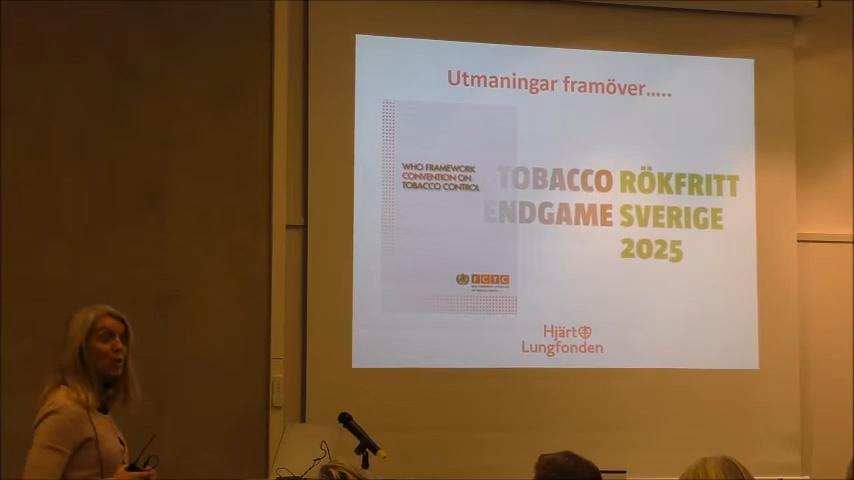 Utmaningar framöver.....
WHO FRAMEWORK
CONVENTION ON
TOBACCO CONTROL
TOBACCO
ENDGAME
RÖKFRITT
SVERIGE
2025
FCTC
Hjärt
Lungfonden